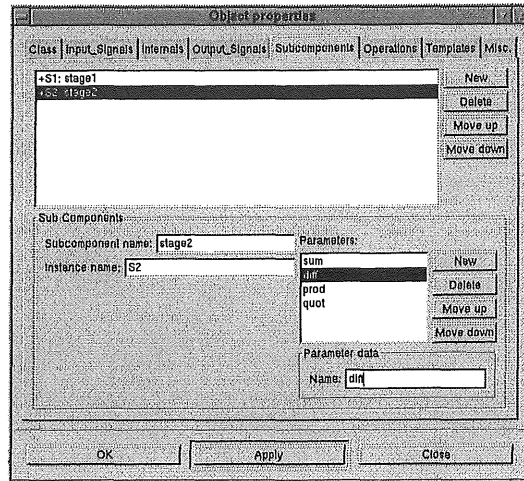 Object properties
Class Input_Signals Internals Output_Signals Subcomponents Operations Templates Misc.
+S1: stage1
+S2: stage2
New
Delete
Move up
Move down
Sub Components
Subcomponent name: stage2
Instance name: S2
Parameters:
sum
diff
prod
quot
New
Delete
Move up
Move down
Parameter data
Name: diff
OK Apply Close